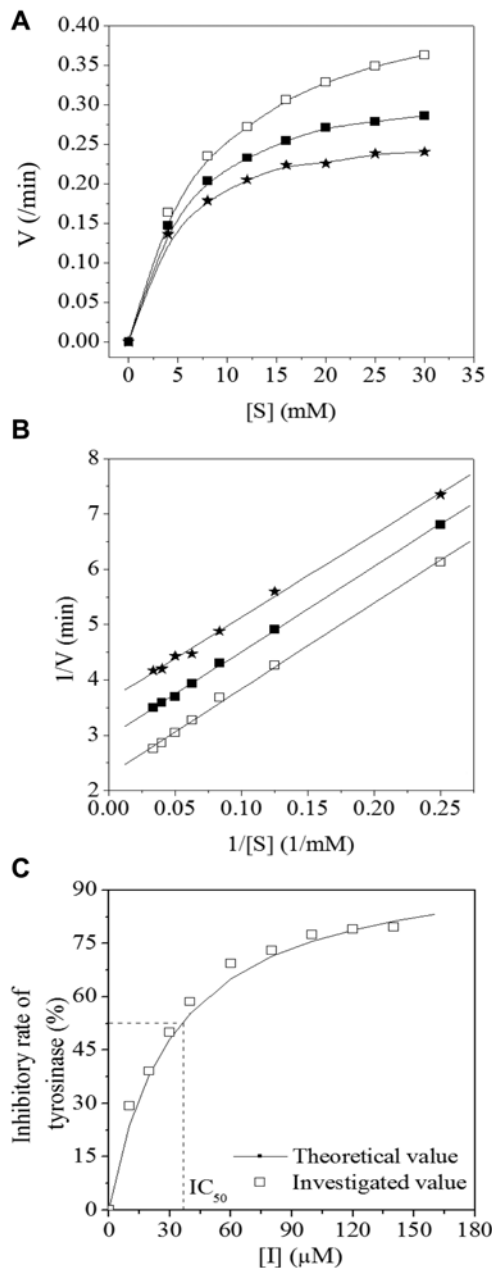 A
0.40
0.35
0.30
0.25
0.20
0.15
0.10
0.05
0.00
V (/min)
0 5 10 15 20 25 30 35
[S] (mM)
B
8
7
6
5
4
3
2
1/V (min)
0.00 0.05 0.10 0.15 0.20 0.25
1/[S] (1/mM)
C
90
75
60
45
30
15
0
Inhibitory rate of
tyrosinase (%)
IC50
Theoretical value
Investigated value
0 30 60 90 120 150 180
[I] (μM)